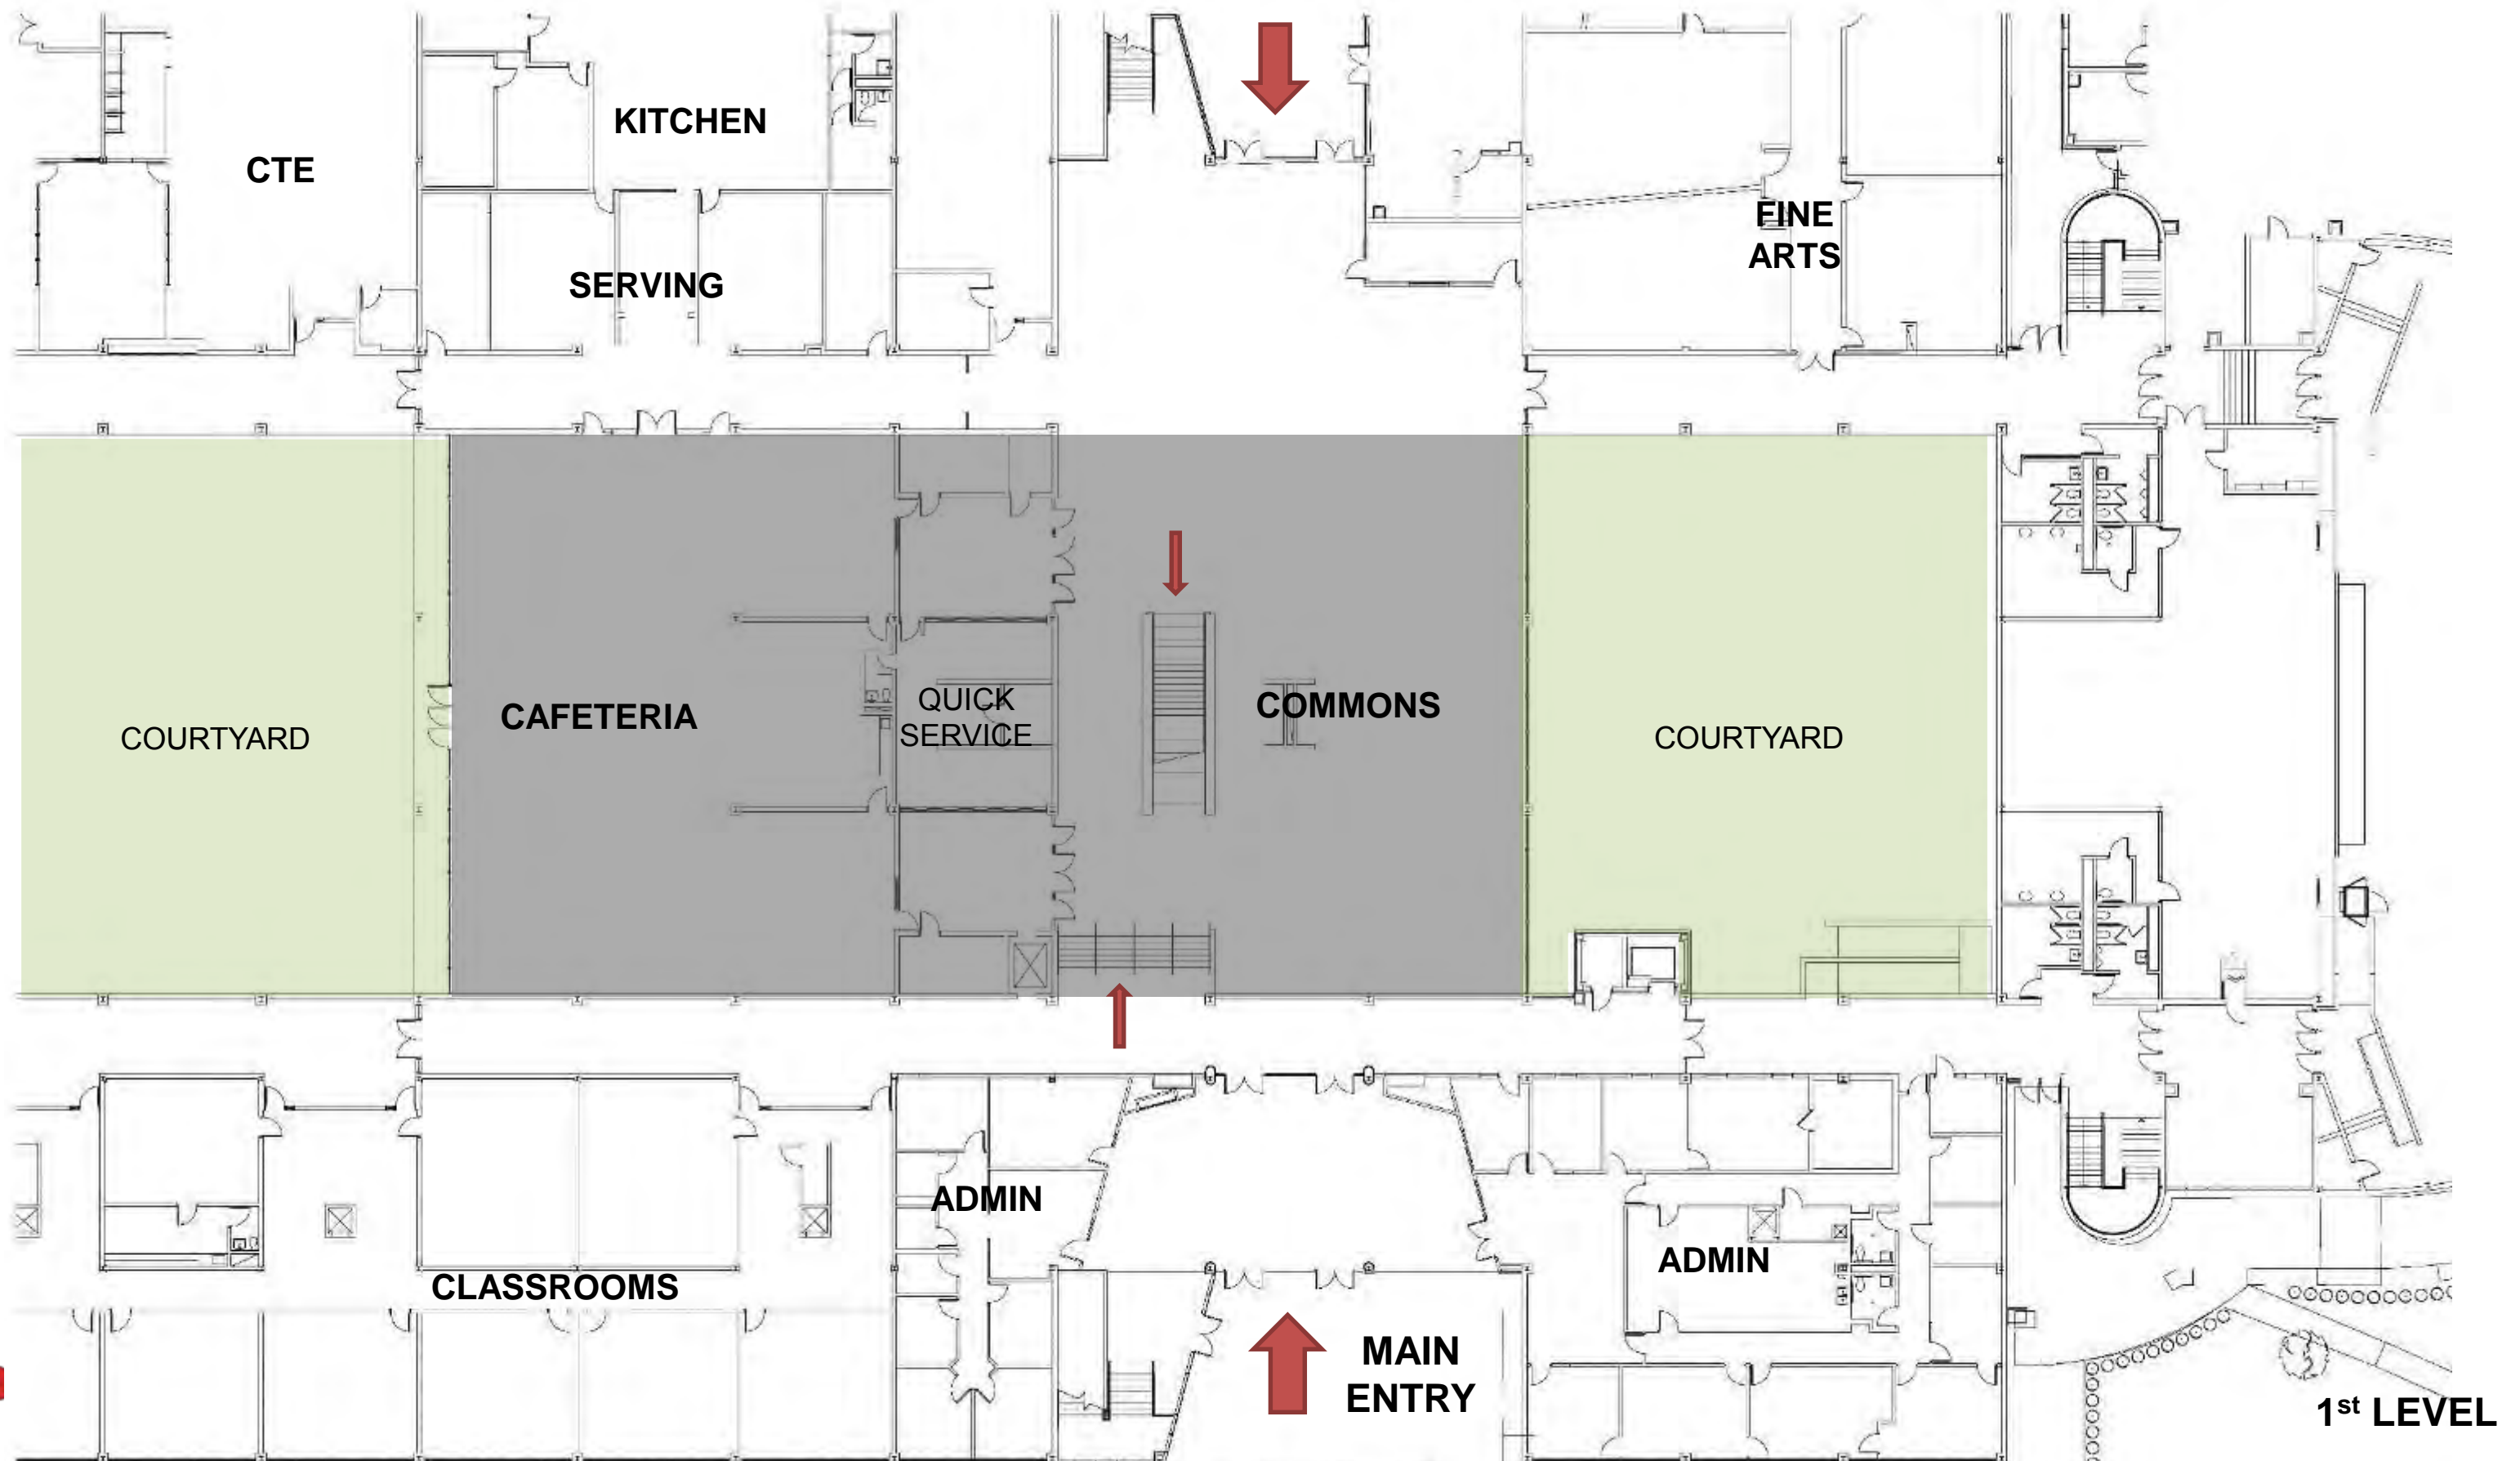 KITCHEN
CTE
FINE
ARTS
SERVING
COURTYARD
CAFETERIA
QUICK
SERVICE
COMMONS
COURTYARD
ADMIN
ADMIN
CLASSROOMS
MAIN
ENTRY
1st LEVEL